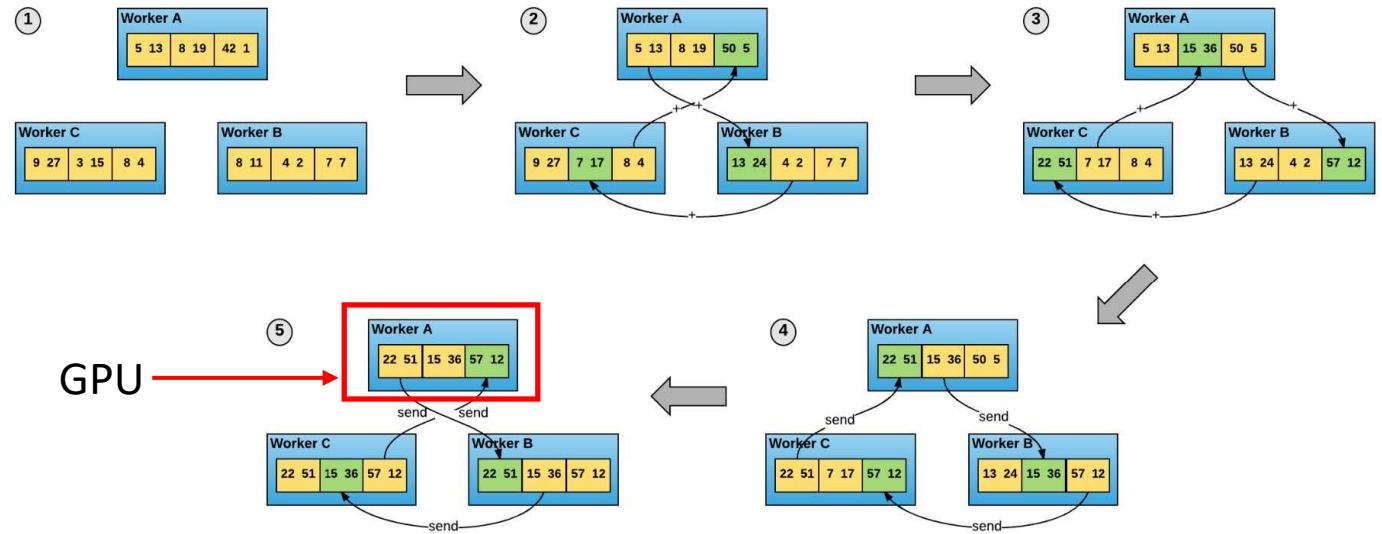 1
Worker A
5 13 8 19 42 1
Worker C
9 27 3 15 8 4
Worker B
8 11 4 2 7 7
2
Worker A
5 13 8 19 50 5
+
+
Worker C
9 27 7 17 8 4
Worker B
13 24 4 2 7 7
+
3
Worker A
5 13 15 36 50 5
+
+
Worker C
22 51 7 17 8 4
Worker B
13 24 4 2 57 12
+
GPU
5
Worker A
22 51 15 36 57 12
send
send
Worker C
22 51 15 36 57 12
Worker B
22 51 15 36 57 12
send
4
Worker A
22 51 15 36 50 5
send
send
Worker C
22 51 7 17 57 12
Worker B
13 24 15 36 57 12
send